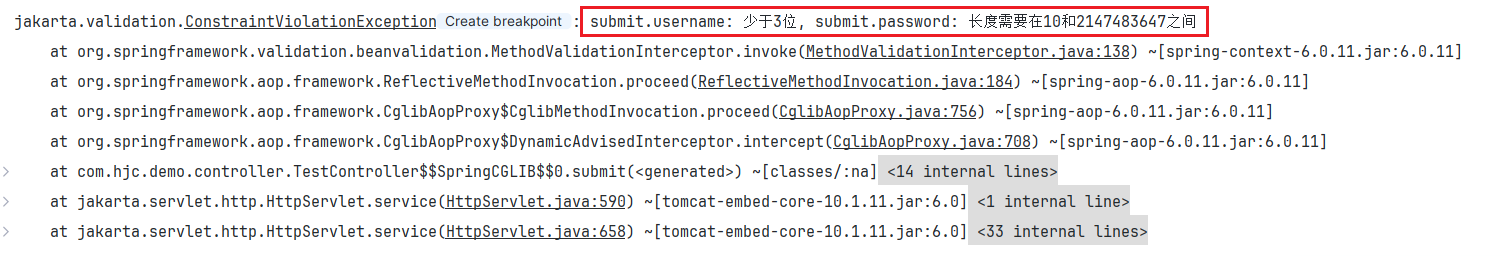 jakarta.validation.ConstraintViolationException Create breakpoint : submit.username: 少于3位, submit.password: 长度需要在10和2147483647之间
at org.springframework.validation.beanvalidation.MethodValidationInterceptor.invoke(MethodValidationInterceptor.java:138) ~[spring-context-6.0.11.jar:6.0.11]
at org.springframework.aop.framework.ReflectiveMethodInvocation.proceed(ReflectiveMethodInvocation.java:184) ~[spring-aop-6.0.11.jar:6.0.11]
at org.springframework.aop.framework.CglibAopProxy$CglibMethodInvocation.proceed(CglibAopProxy.java:756) ~[spring-aop-6.0.11.jar:6.0.11]
at org.springframework.aop.framework.CglibAopProxy$DynamicAdvisedInterceptor.intercept(CglibAopProxy.java:708) ~[spring-aop-6.0.11.jar:6.0.11]
at com.hjc.demo.controller.TestController$$SpringCGLIB$$0.submit(<generated>) ~[classes/:na] <14 internal lines>
at jakarta.servlet.http.HttpServlet.service(HttpServlet.java:590) ~[tomcat-embed-core-10.1.11.jar:6.0] <1 internal line>
at jakarta.servlet.http.HttpServlet.service(HttpServlet.java:658) ~[tomcat-embed-core-10.1.11.jar:6.0] <33 internal lines>